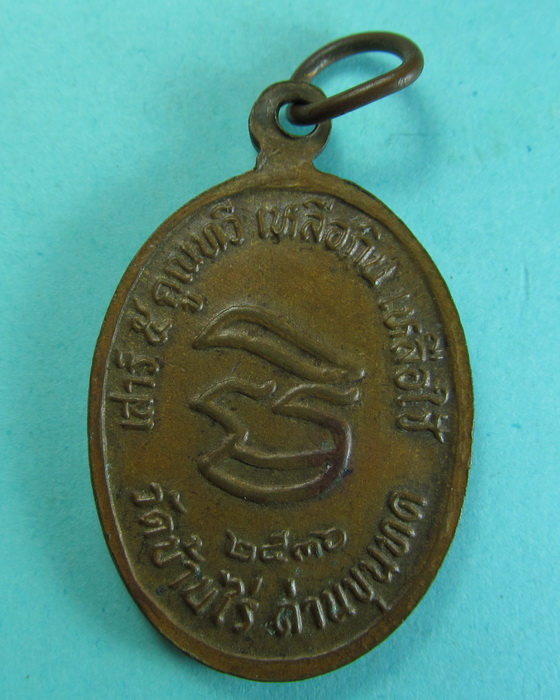 เสาร์ ๕ คูณทวี เหลือกิน เหลือใช้
๒๕๓๖
วัดบ้านไร่ ด่านขุนทด